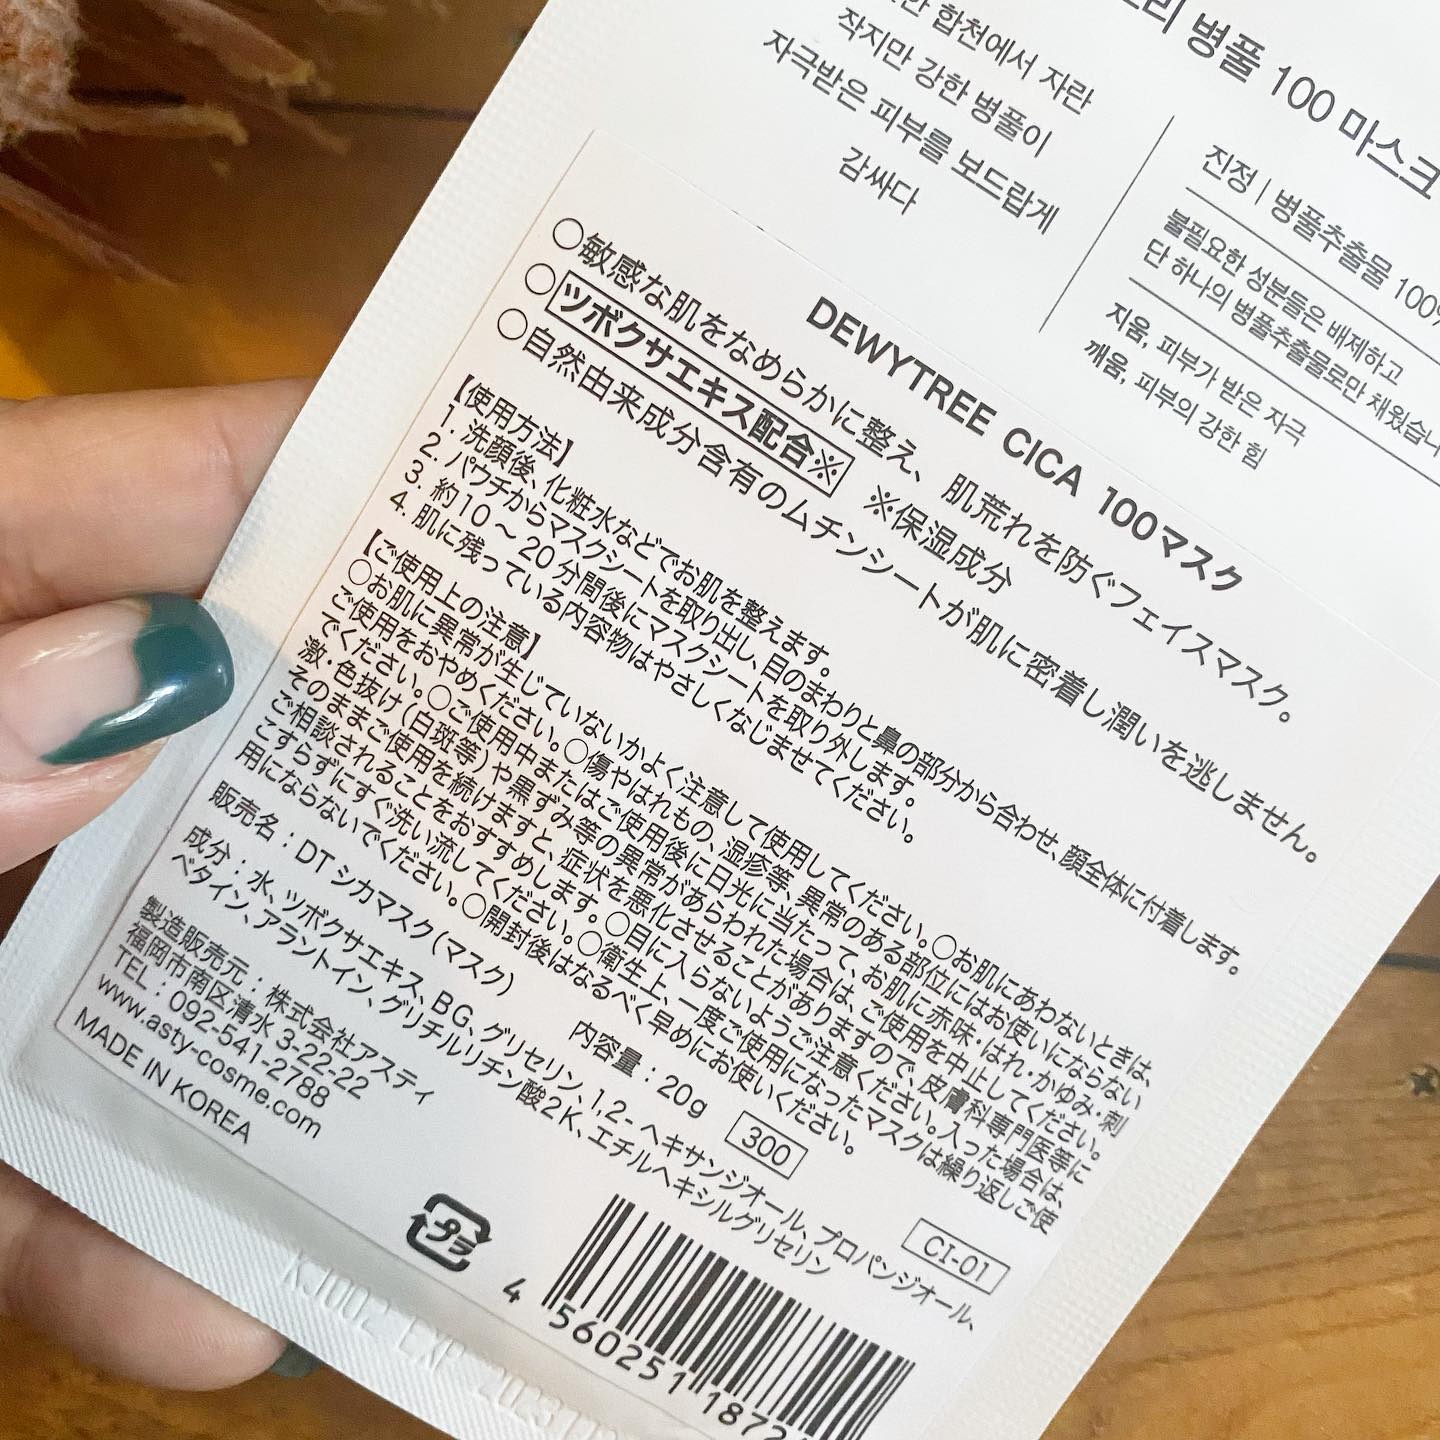 병풀 100 마스크
합천에서 자란
작지만 강한 병풀이
자극받은 피부를 보드랍게
감싸다
진정 | 병풀추출물 100%
불필요한 성분들은 배제하고
단 하나의 병풀추출물로만 채웠습니
지움, 피부가 받은 자극
깨움, 피부의 강한 힘
DEWYTREE CICA 100マスク
○敏感な肌をなめらかに整え、肌荒れを防ぐフェイスマスク。
○ツボクサエキス配合※ ※保湿成分
○自然由来成分含有のムチンシートが肌に密着し潤いを逃しません。
【使用方法】
1. 洗顔後、化粧水などでお肌を整えます。
2. パウチからマスクシートを取り出し、目のまわりと鼻の部分から合わせ、顔全体に付着します。
3. 約10～20分間後にマスクシートを取り外します。
4. 肌に残っている内容物はやさしくなじませてください。
【ご使用上の注意】
○お肌に異常が生じていないかよく注意して使用してください。○お肌にあわないときは、
ご使用をおやめください。○傷やはれもの、湿疹等、異常のある部位にはお使いにならない
でください。○ご使用中またはご使用後に日光に当たって、お肌に赤味・はれ・かゆみ・刺
激・色抜け(白斑等)や黒ずみ等の異常があらわれた場合は、ご使用を中止してください。
そのままご使用を続けますと、症状を悪化させることがありますので、皮膚科専門医等に
ご相談されることをおすすめします。○目に入らないようご注意ください。入った場合は、
こすらずにすぐ洗い流してください。○衛生上、一度ご使用になったマスクは繰り返しご使
用にならないでください。○開封後はなるべく早めにお使いください。
販売名：DT シカマスク(マスク) 内容量：20g 300 CI-01
成分：水、ツボクサエキス、BG、グリセリン、1,2-ヘキサンジオール、プロパンジオール、
ベタイン、アラントイン、グリチルリチン酸2K、エチルヘキシルグリセリン
製造販売元：株式会社アスティ
福岡市南区清水 3-22-22
TEL：092-541-2788
www.asty-cosme.com
MADE IN KOREA
プラ
4 560251 1872
KJ002 EXP